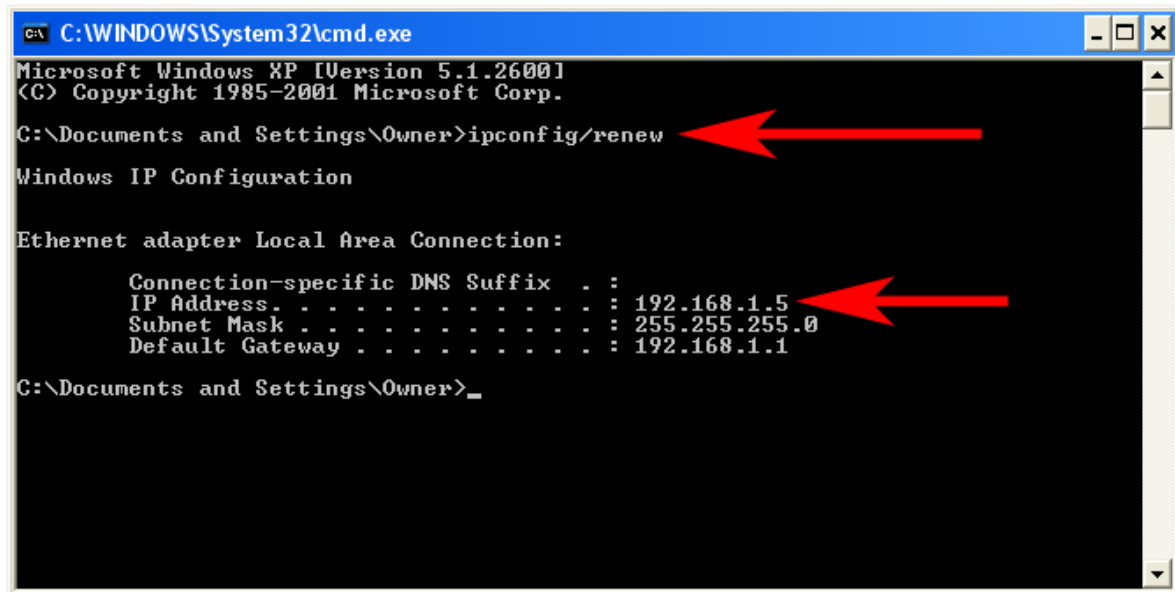 C:\WINDOWS\System32\cmd.exe
Microsoft Windows XP [Version 5.1.2600]
(C) Copyright 1985-2001 Microsoft Corp.
C:\Documents and Settings\Owner>ipconfig/renew
Windows IP Configuration
Ethernet adapter Local Area Connection:
Connection-specific DNS Suffix . :
IP Address. . . . . . . . . . . . : 192.168.1.5
Subnet Mask . . . . . . . . . . . : 255.255.255.0
Default Gateway . . . . . . . . . : 192.168.1.1
C:\Documents and Settings\Owner>_